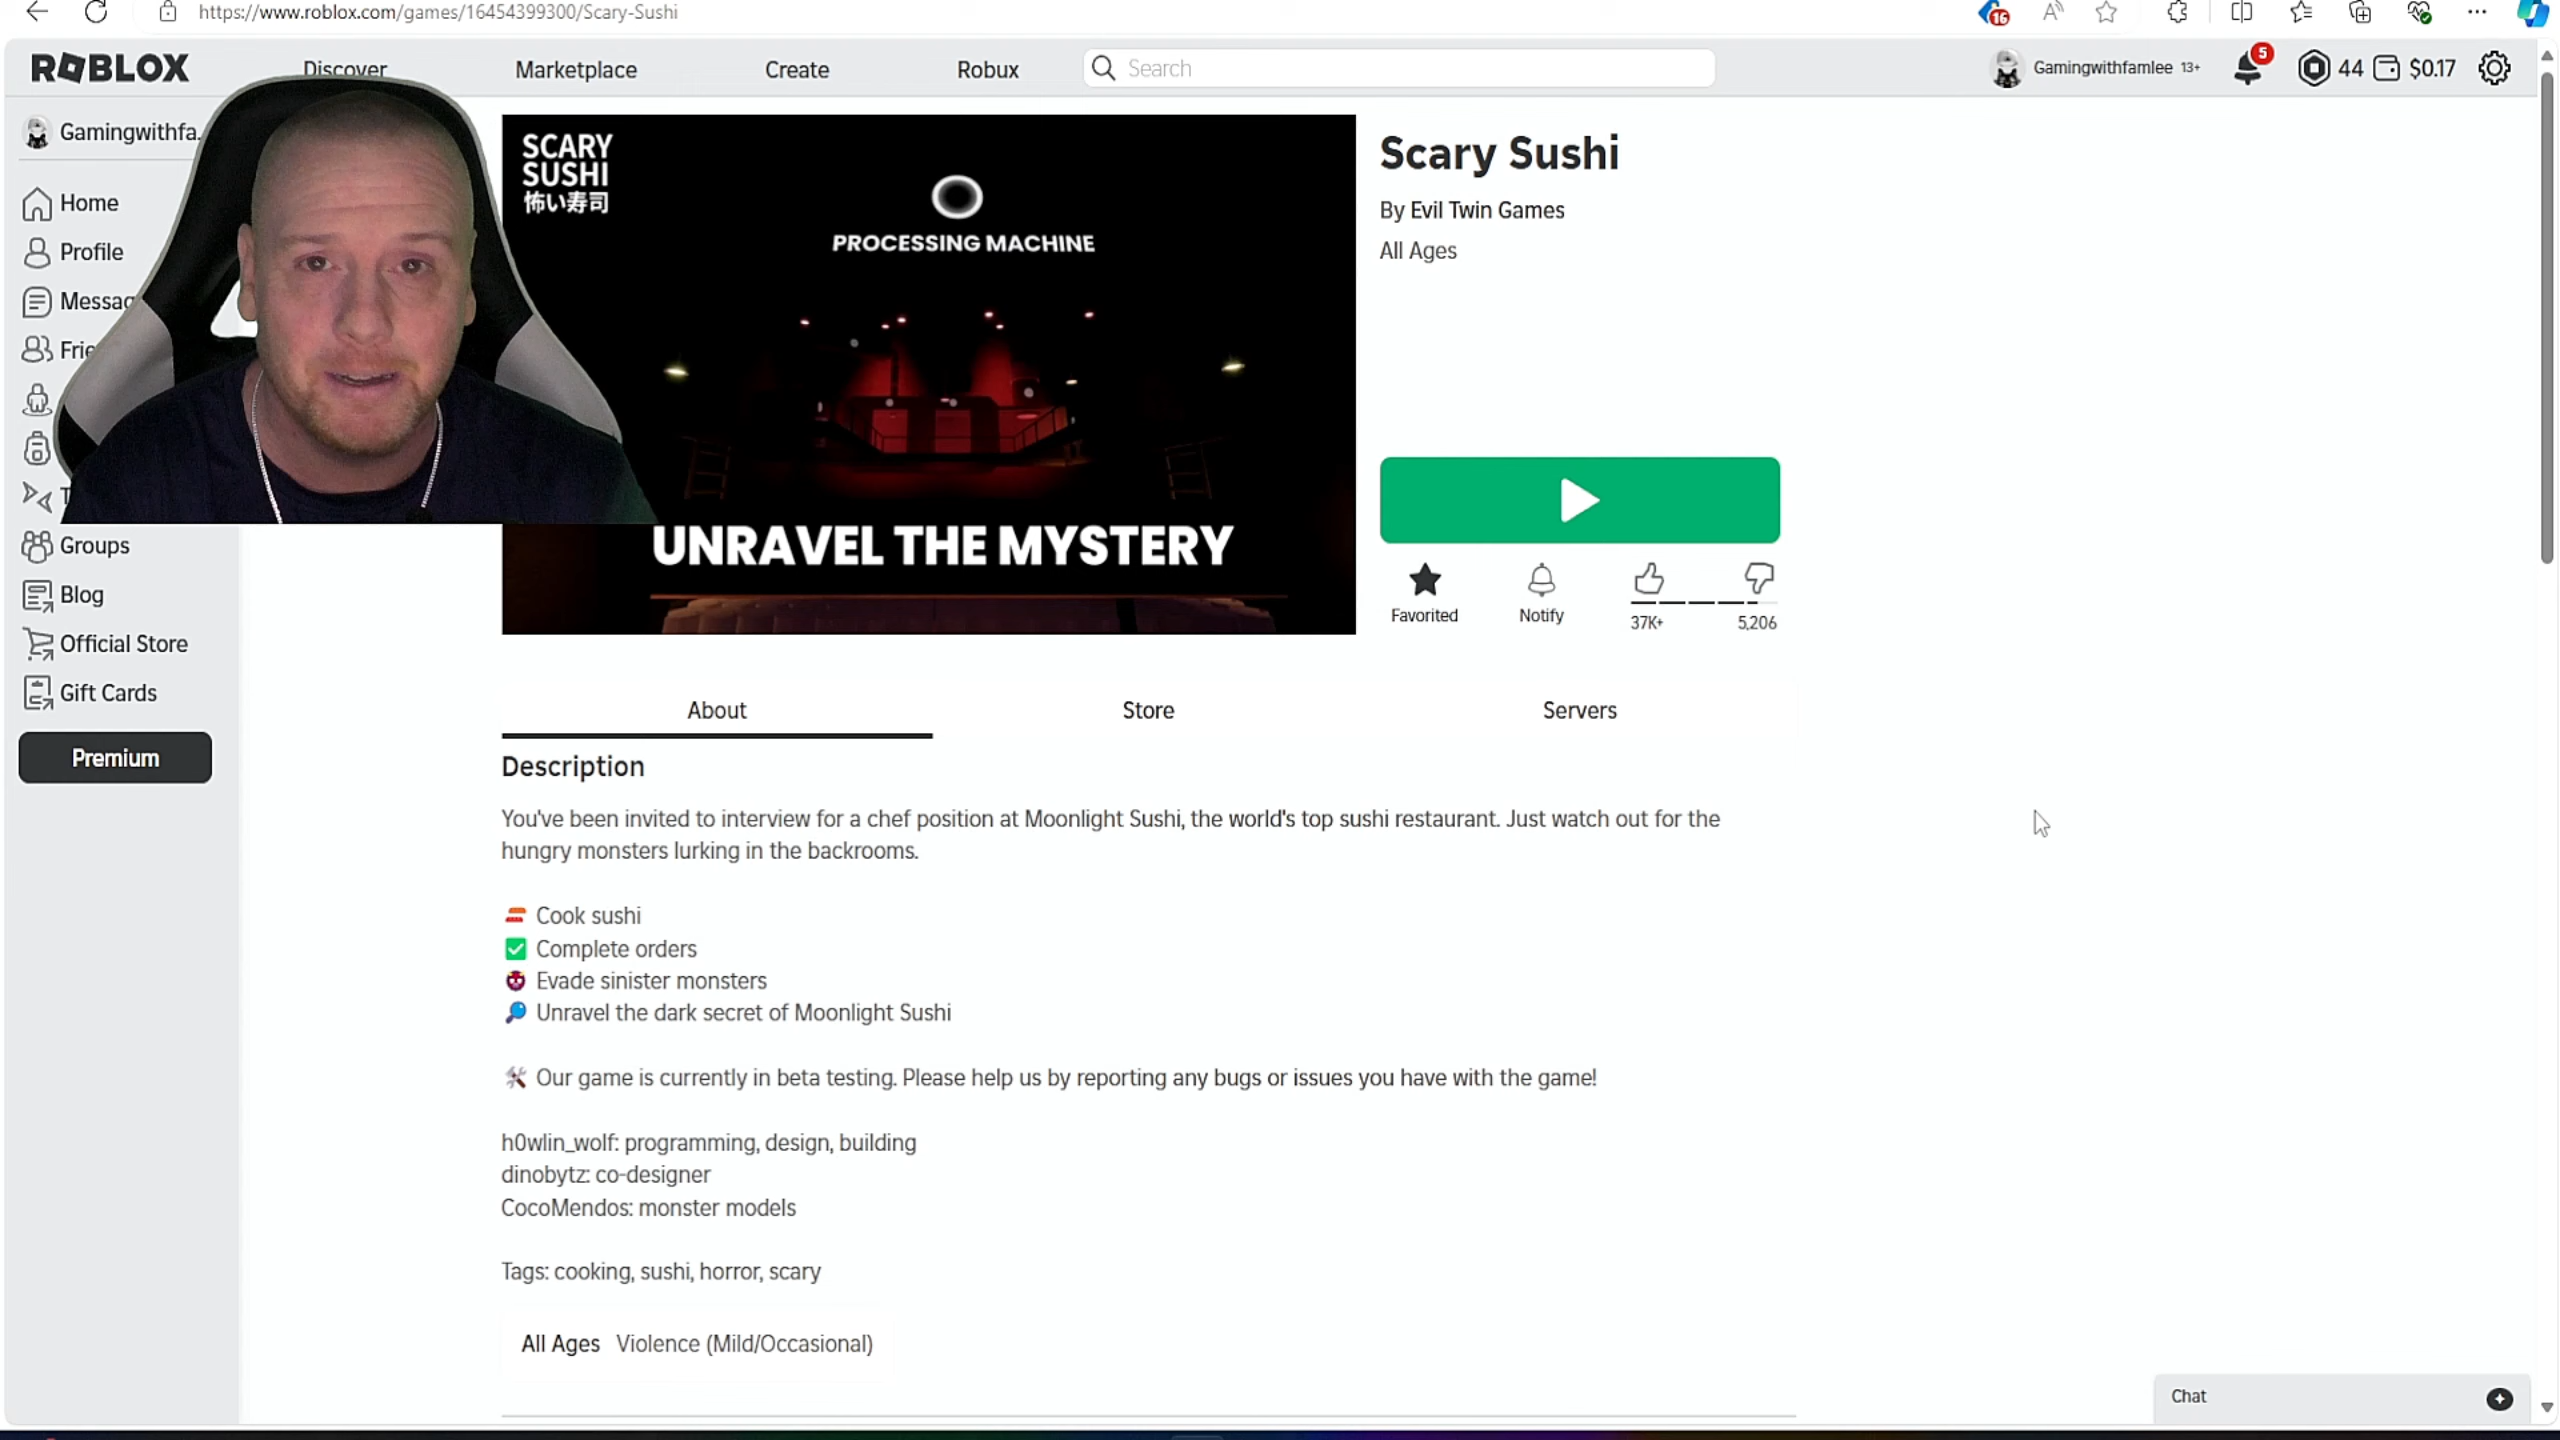 https://www.roblox.com/games/16454399300/Scary-Sushi
16
ROBLOX
Discover
Marketplace
Create
Robux
Search
Gamingwithfamlee 13+
5
44
$0.17
Gamingwithfa..
Home
Profile
Messag
Frie
T
Groups
Blog
Official Store
Gift Cards
Premium
SCARY
SUSHI
怖い寿司
PROCESSING MACHINE
UNRAVEL THE MYSTERY
Scary Sushi
By Evil Twin Games
All Ages
Favorited
Notify
37K+
5,206
About
Store
Servers
Description
You've been invited to interview for a chef position at Moonlight Sushi, the world's top sushi restaurant. Just watch out for the
hungry monsters lurking in the backrooms.
Cook sushi
Complete orders
Evade sinister monsters
Unravel the dark secret of Moonlight Sushi
Our game is currently in beta testing. Please help us by reporting any bugs or issues you have with the game!
h0wlin_wolf: programming, design, building
dinobytz: co-designer
CocoMendos: monster models
Tags: cooking, sushi, horror, scary
All Ages Violence (Mild/Occasional)
Chat